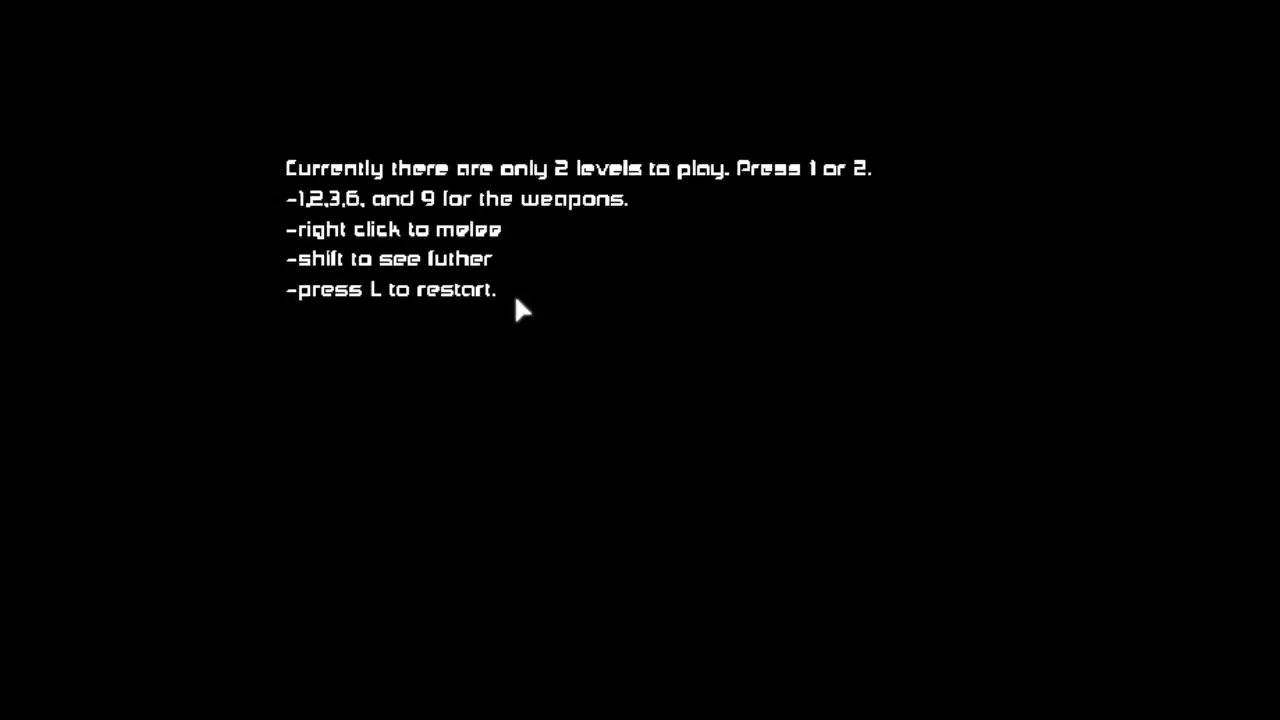 Currently there are only 2 levels to play. Press 1 or 2.
-1,2,3,6, and 9 for the weapons.
-right click to melee
-shift to see futher
-press L to restart.